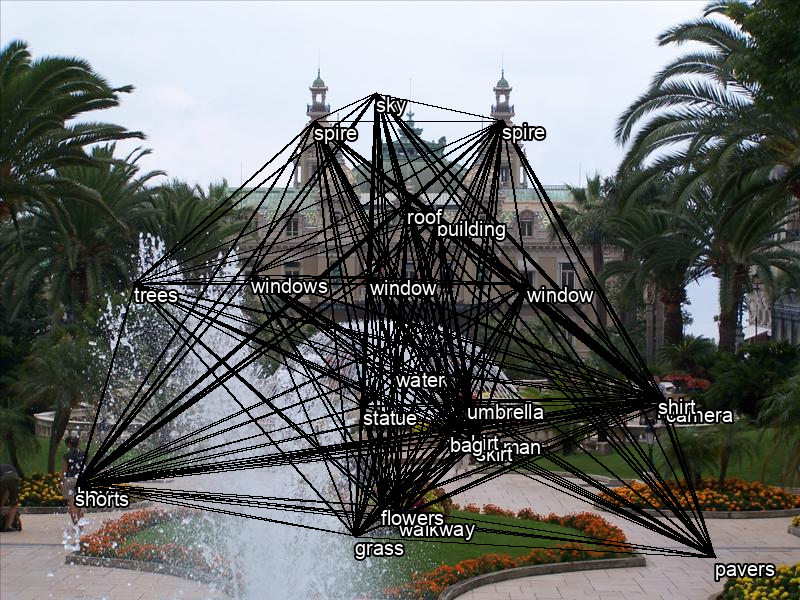 sky
spire
spire
roof
building
windows
window
window
trees
water
umbrella
statue
shirt
camera
bag
girt
skirt
man
shorts
flowers
walkway
grass
pavers